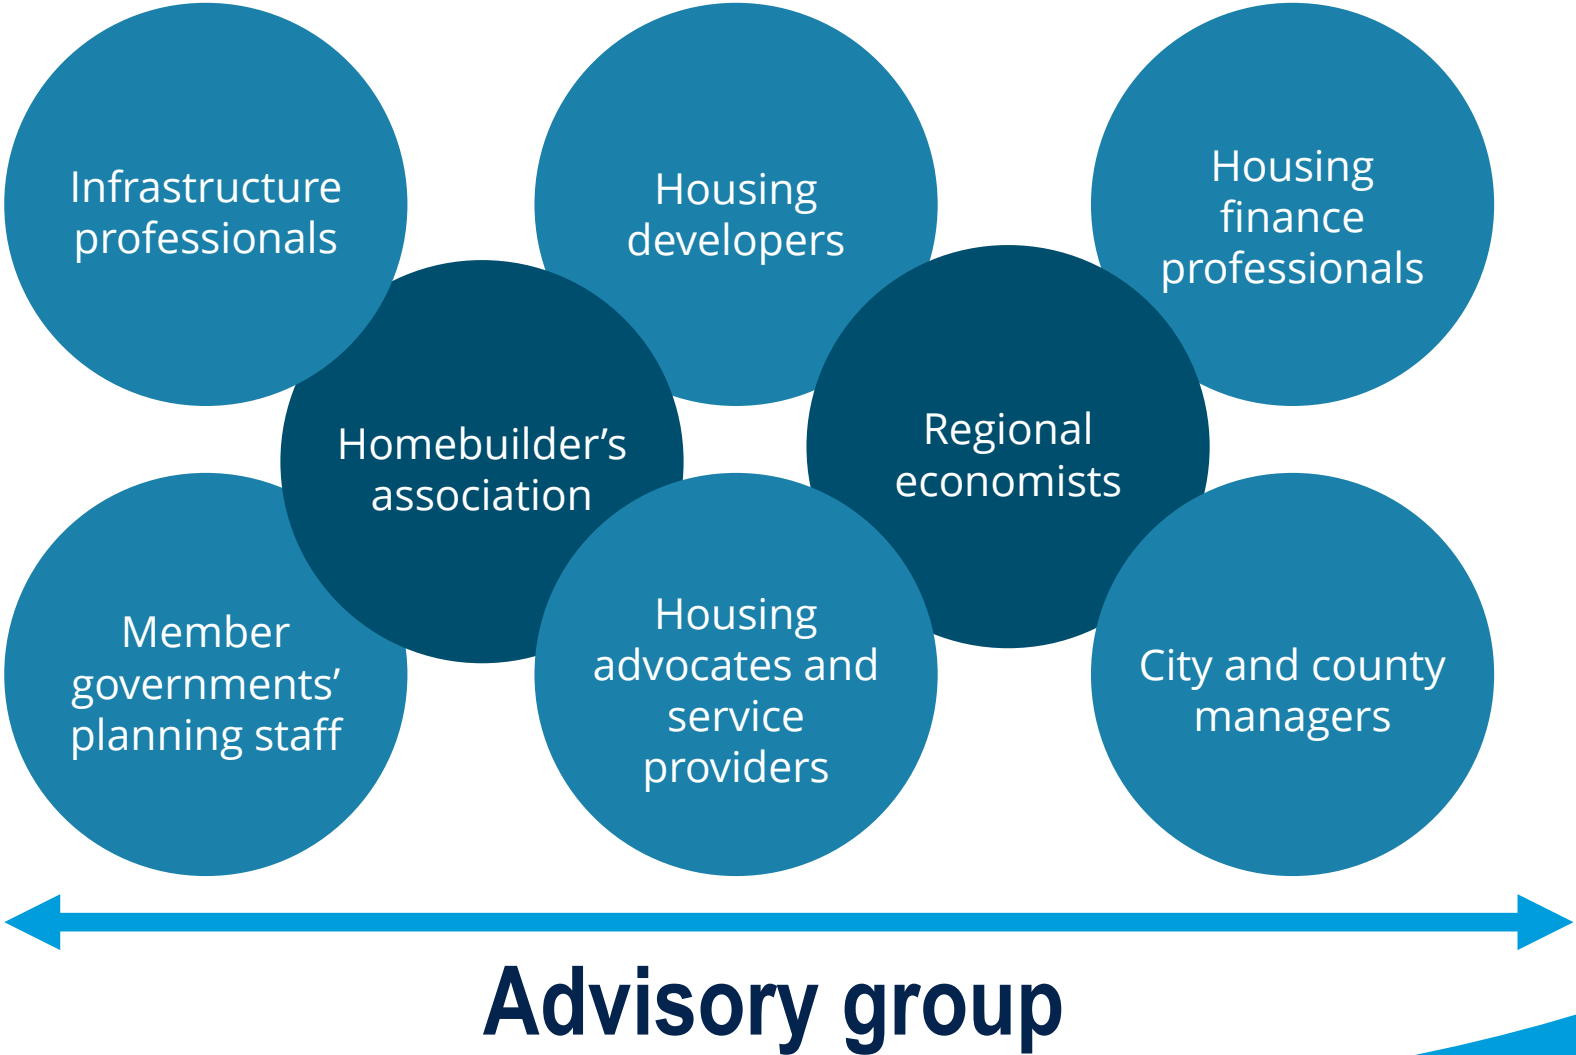 Infrastructure
professionals
Housing
developers
Housing
finance
professionals
Homebuilder’s
association
Regional
economists
Member
governments’
planning staff
Housing
advocates and
service
providers
City and county
managers
Advisory group